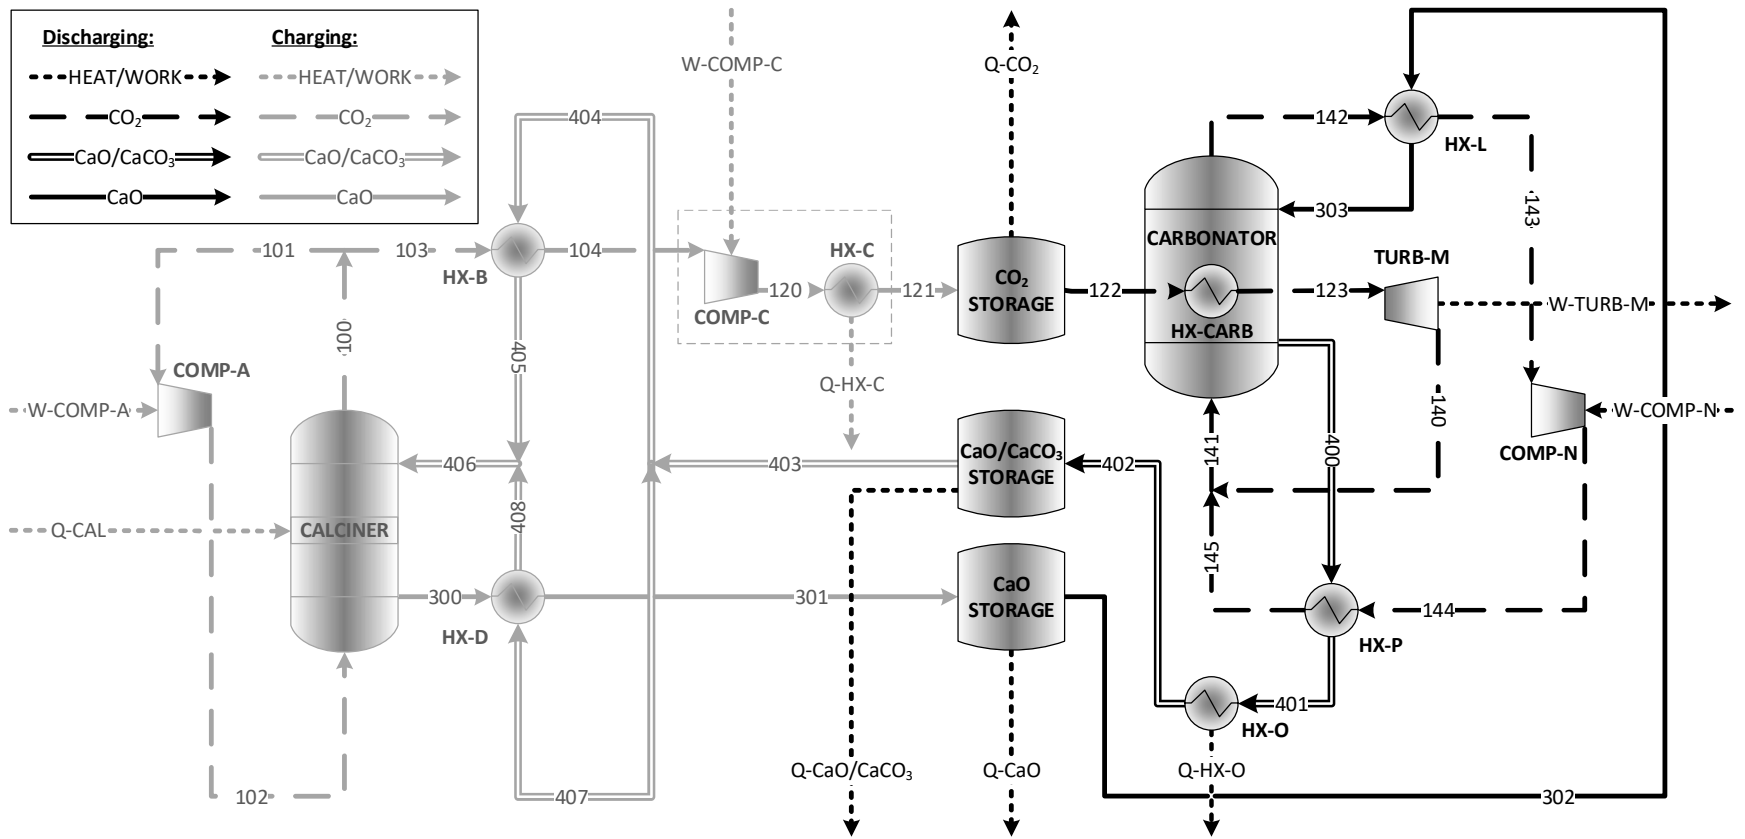 Discharging:
Charging:
HEAT/WORK
HEAT/WORK
CO₂
CO₂
CaO/CaCO₃
CaO/CaCO₃
CaO
CaO
W-COMP-C
Q-CO₂
404
142
HX-L
101
103
HX-B
104
HX-C
303
143
CARBONATOR
TURB-M
120
COMP-C
121
CO₂
STORAGE
122
HX-CARB
123
W-TURB-M
100
405
COMP-A
Q-HX-C
W-COMP-A
140
W-COMP-N
COMP-N
406
403
CaO/CaCO₃
STORAGE
402
141
400
408
Q-CAL
CALCINER
145
300
HX-D
301
CaO
STORAGE
144
HX-P
401
HX-O
Q-CaO/CaCO₃
Q-CaO
Q-HX-O
102
407
302